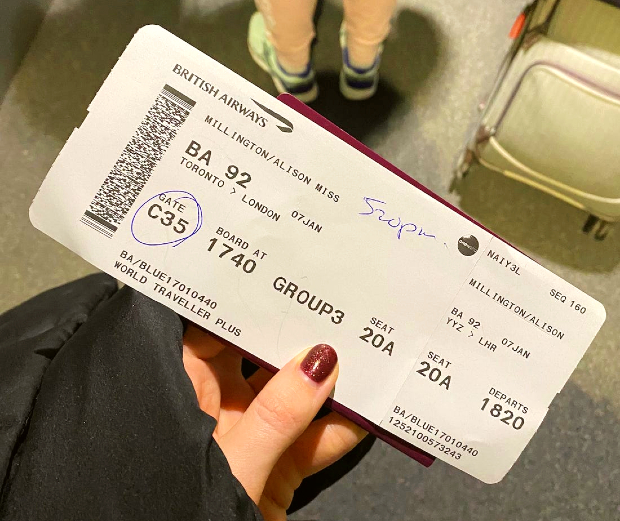 BRITISH AIRWAYS
MILLINGTON/ALISON MISS
BA 92
TORONTO > LONDON 07JAN
GATE
C35
BOARD AT
1740
GROUP3
SEAT
20A
BA/BLUE17010440
WORLD TRAVELLER PLUS
520pm.
NAIY3L
SEQ 160
MILLINGTON/ALISON
BA 92 07JAN
YYZ > LHR
SEAT
20A
DEPARTS
1820
BA/BLUE17010440
1252100573243